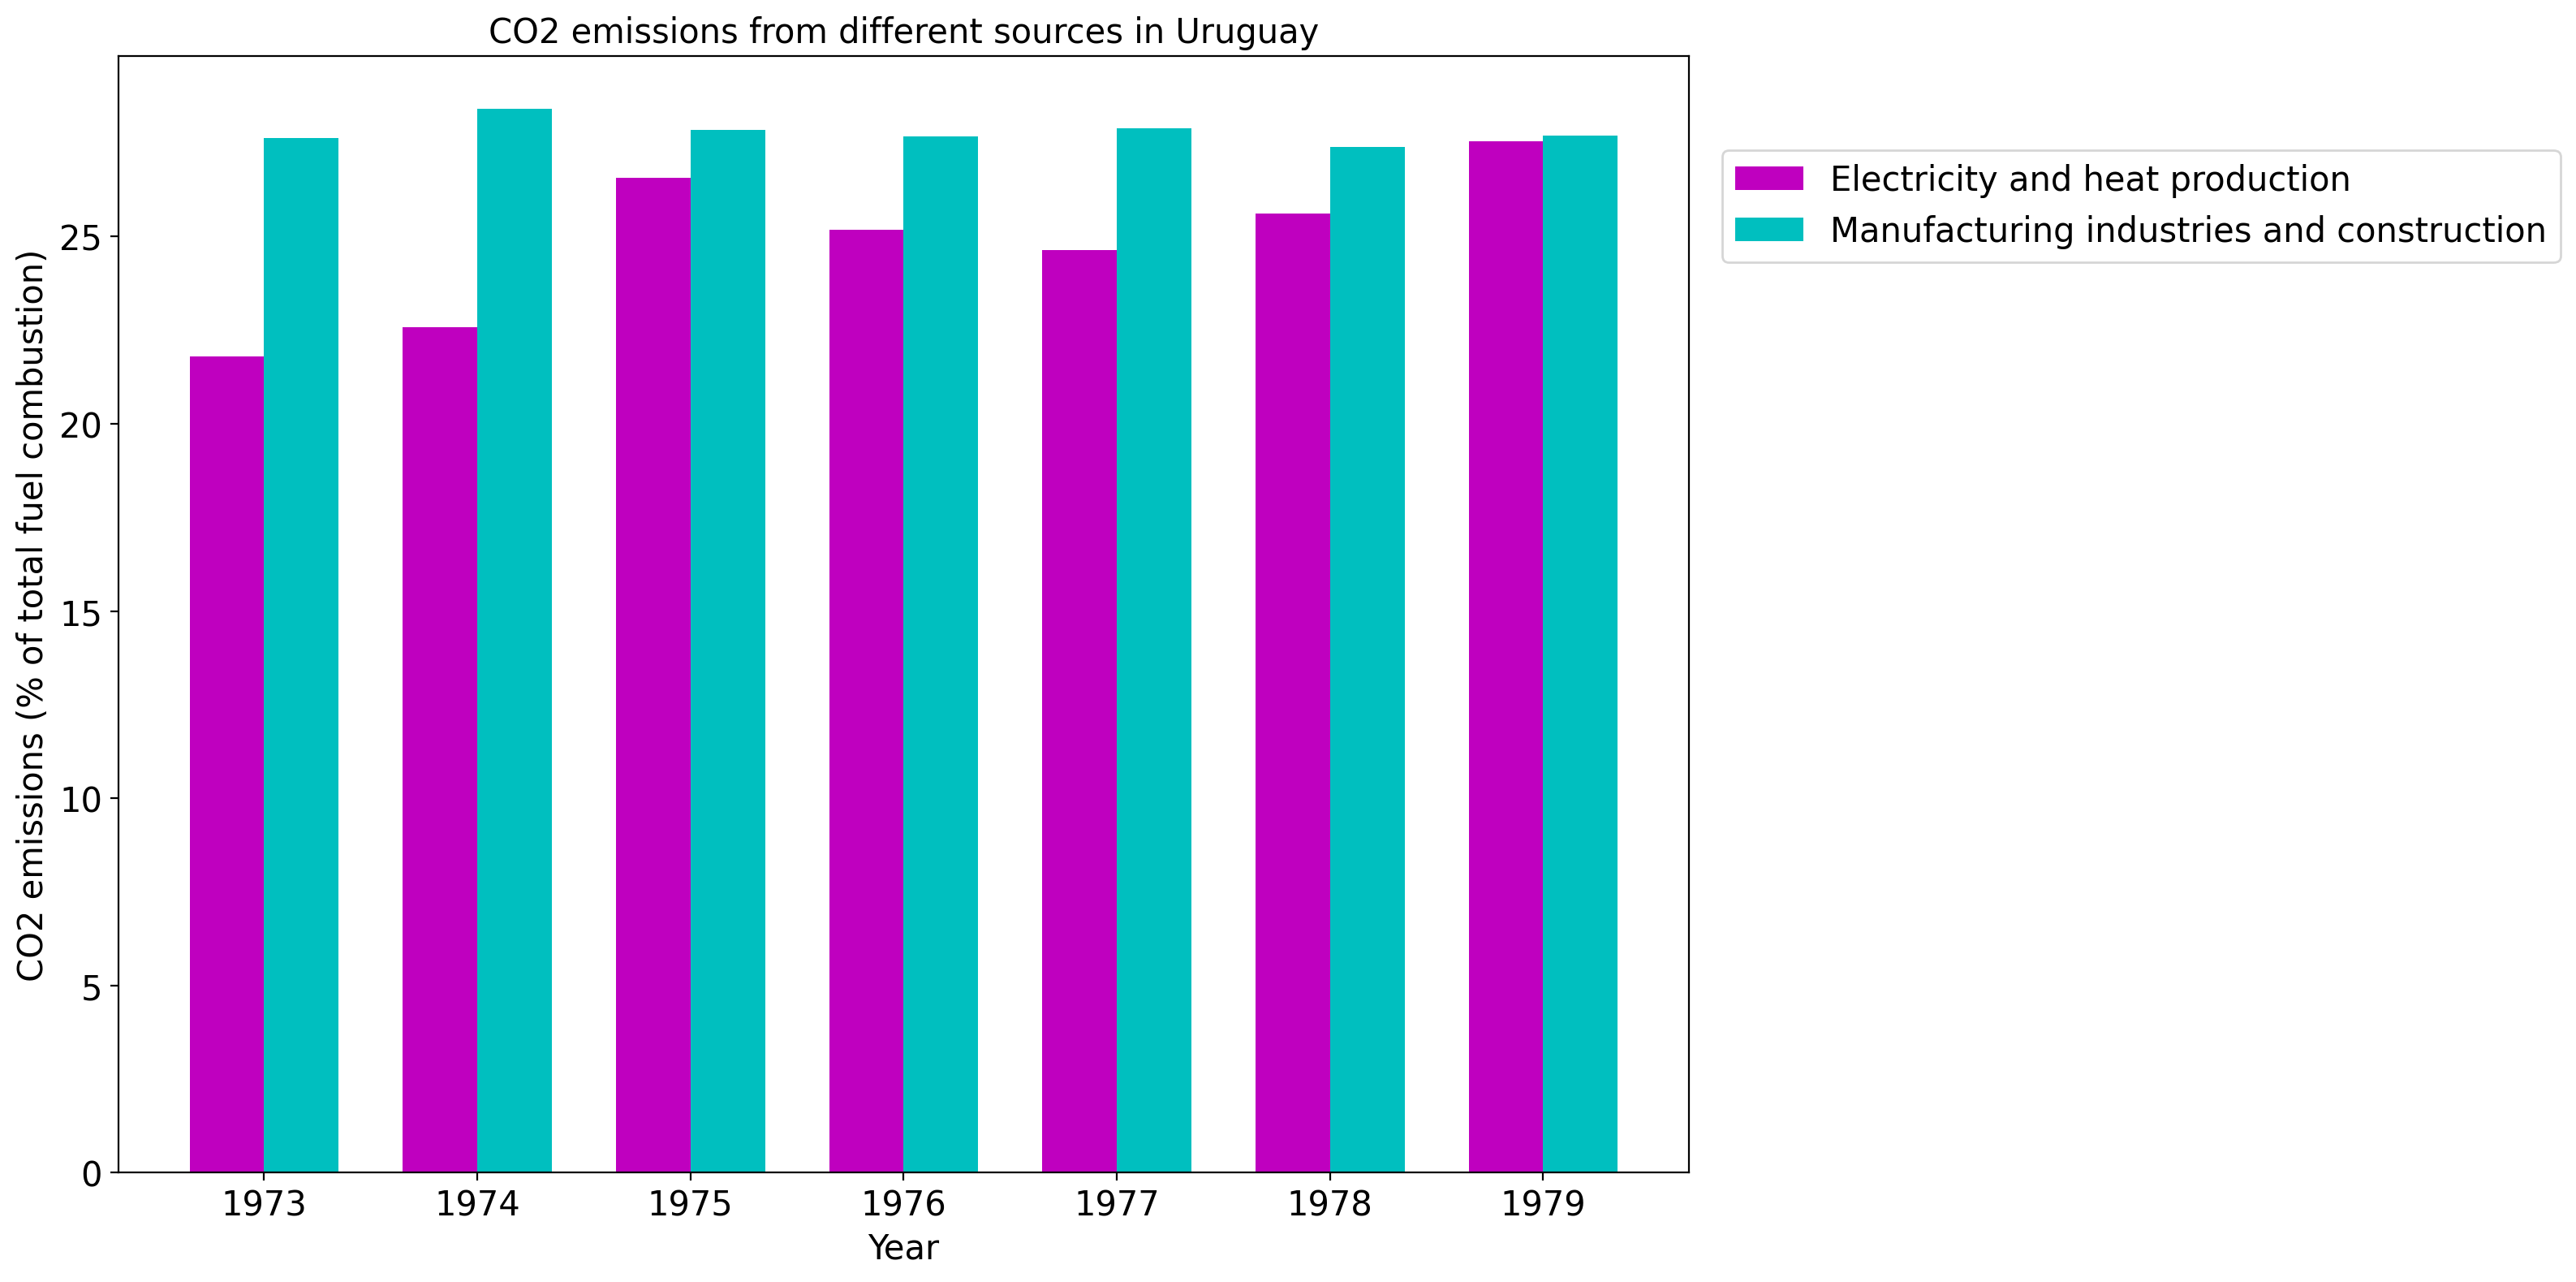 CO2 emissions from different sources in Uruguay
CO2 emissions (% of total fuel combustion)
25
20
15
10
5
0
1973 1974 1975 1976 1977 1978 1979
Year
Electricity and heat production
Manufacturing industries and construction